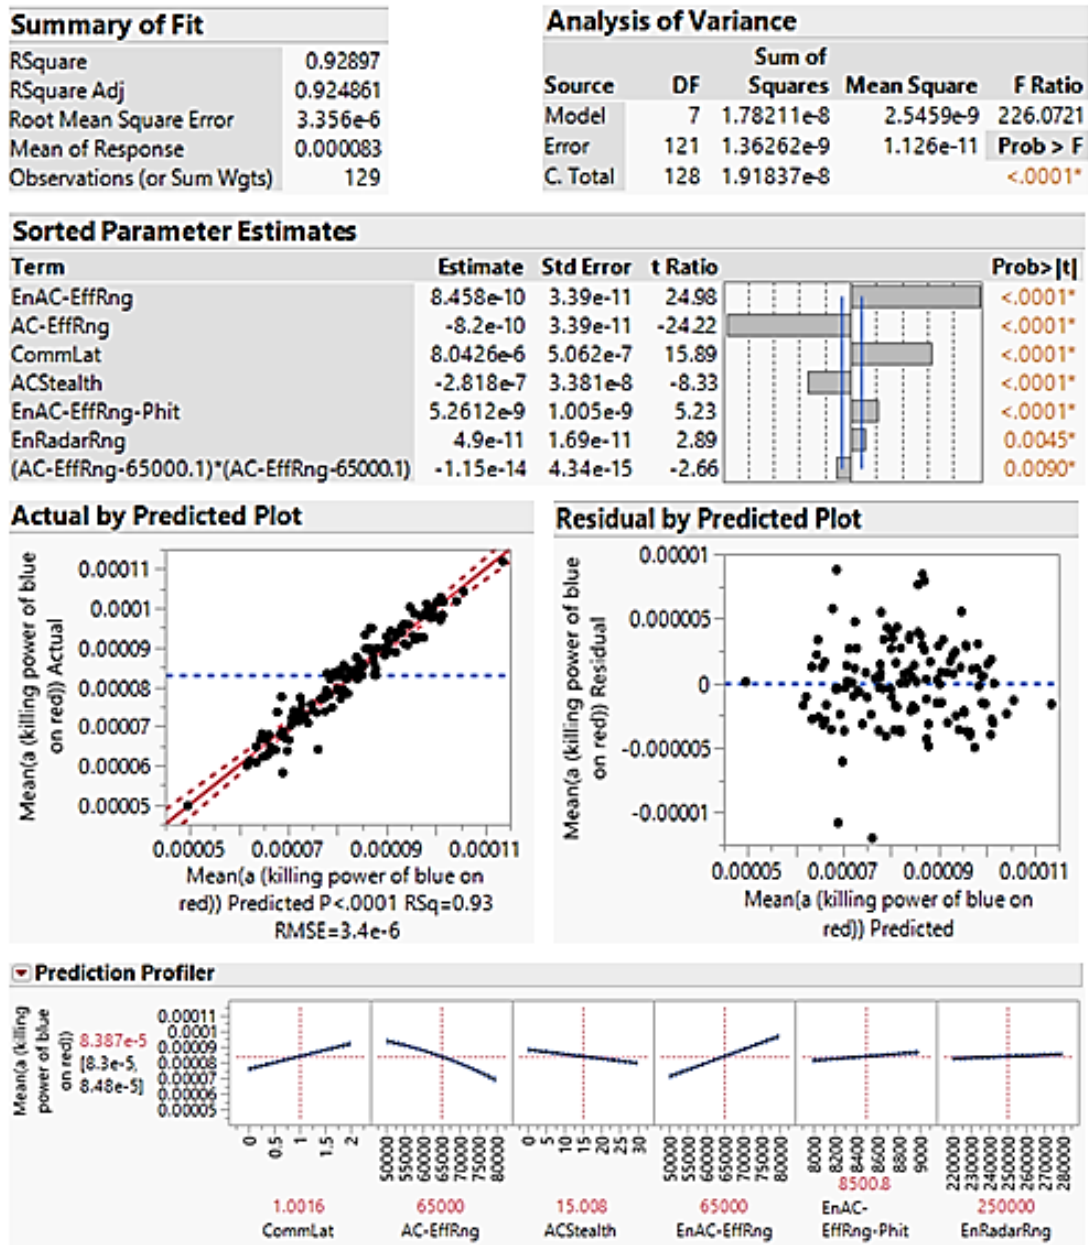 Summary of Fit
RSquare 0.92897
RSquare Adj 0.924861
Root Mean Square Error 3.356e-6
Mean of Response 0.000083
Observations (or Sum Wgts) 129
Analysis of Variance
Sum of
Source DF Squares Mean Square F Ratio
Model 7 1.78211e-8 2.5459e-9 226.0721
Error 121 1.36262e-9 1.126e-11 Prob > F
C. Total 128 1.91837e-8 <.0001*
Sorted Parameter Estimates
Term Estimate Std Error t Ratio Prob>|t|
EnAC-EffRng 8.458e-10 3.39e-11 24.98 <.0001*
AC-EffRng -8.2e-10 3.39e-11 -24.22 <.0001*
CommLat 8.0426e-6 5.062e-7 15.89 <.0001*
ACStealth -2.818e-7 3.381e-8 -8.33 <.0001*
EnAC-EffRng-Phit 5.2612e-9 1.005e-9 5.23 <.0001*
EnRadarRng 4.9e-11 1.69e-11 2.89 0.0045*
(AC-EffRng-65000.1)*(AC-EffRng-65000.1) -1.15e-14 4.34e-15 -2.66 0.0090*
Actual by Predicted Plot
Mean(a (killing power of blue
on red)) Actual
0.00011
0.0001
0.00009
0.00008
0.00007
0.00006
0.00005
0.00005 0.00007 0.00009 0.00011
Mean(a (killing power of blue on
red)) Predicted P<.0001 RSq=0.93
RMSE=3.4e-6
Residual by Predicted Plot
Mean(a (killing power of blue
on red)) Residual
0.00001
0.000005
0
-0.000005
-0.00001
0.00005 0.00007 0.00009 0.00011
Mean(a (killing power of blue on
red)) Predicted
Prediction Profiler
Mean(a (killing
power of blue
on red))
8.387e-5
[8.3e-5,
8.48e-5]
0.00011
0.0001
0.00009
0.00008
0.00007
0.00006
0.00005
0 0.5 1 1.5 2
50000 55000 60000 65000 70000 75000 80000
0 5 10 15 20 25 30
50000 55000 60000 65000 70000 75000 80000
8000 8200 8400 8600 8800 9000
220000 230000 240000 250000 260000 270000 280000
1.0016
CommLat
65000
AC-EffRng
15.008
ACStealth
65000
EnAC-EffRng
8500.8
EnAC-
EffRng-Phit
250000
EnRadarRng